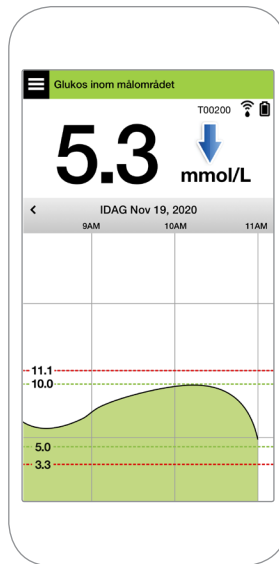 Glukos inom målområdet
T00200
5.3
mmol/L
< IDAG Nov 19, 2020
9AM 10AM 11AM
11.1
10.0
5.0
3.3